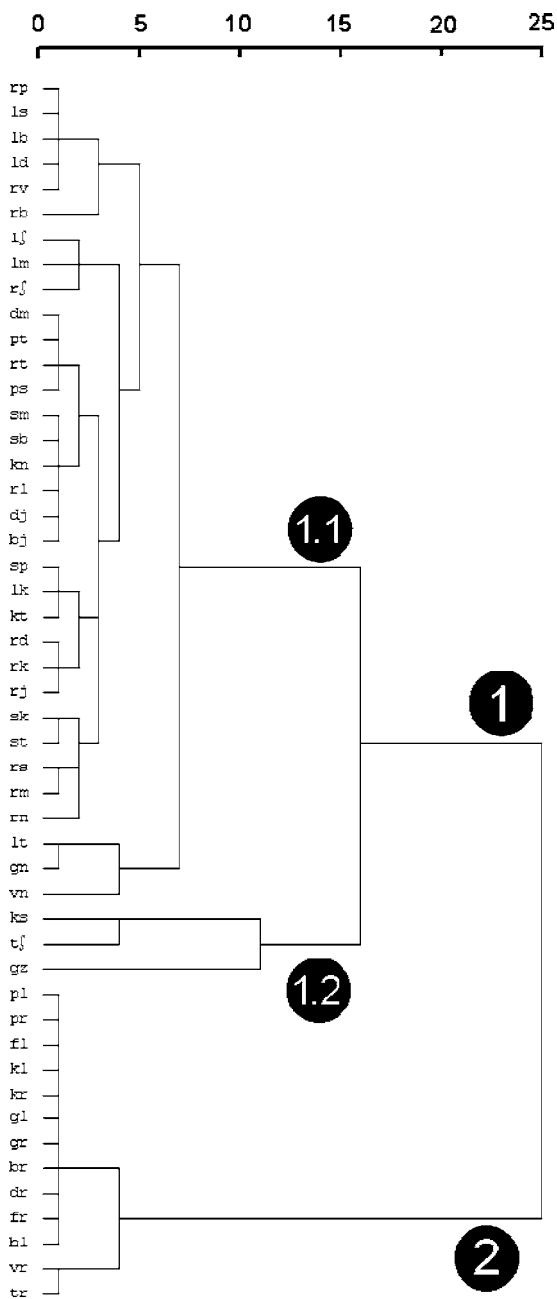 0 5 10 15 20 25
rp
ls
lb
ld
rv
rb
lʃ
lm
rʃ
dm
pt
rt
ps
sm
sb
kn
rl
dj
bj
1.1
sp
lk
kt
rd
rk
rj
1
sk
st
rs
rm
rn
lt
gn
vn
ks
tʃ
gz
1.2
pl
pr
fl
kl
kr
gl
gr
br
dr
fr
bl
2
vr
tr